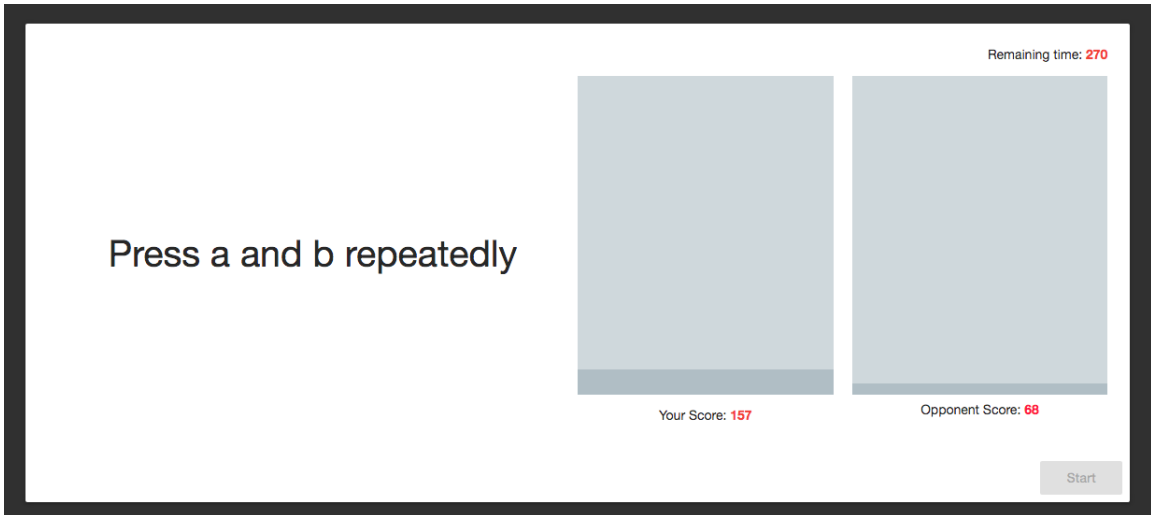 Remaining time: 270
Press a and b repeatedly
Your Score: 157
Opponent Score: 68
Start